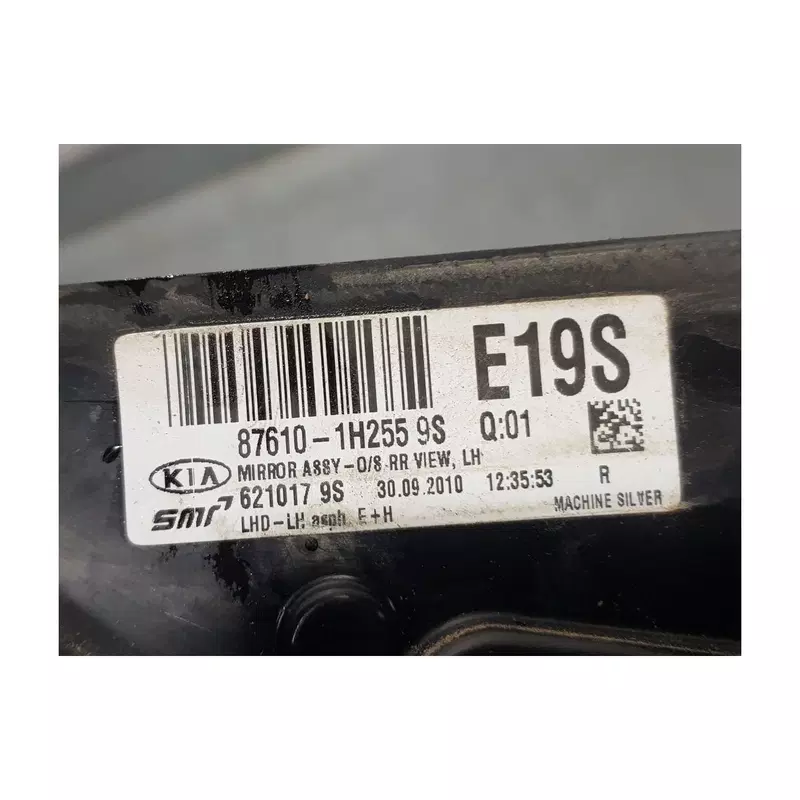 E19S
87610-1H255 9S Q:01
KIA MIRROR ASSY-O/S RR VIEW, LH
SMR 621017 9S 30.09.2010 12:35:53 R
LHD-LH asph. E+H MACHINE SILVER